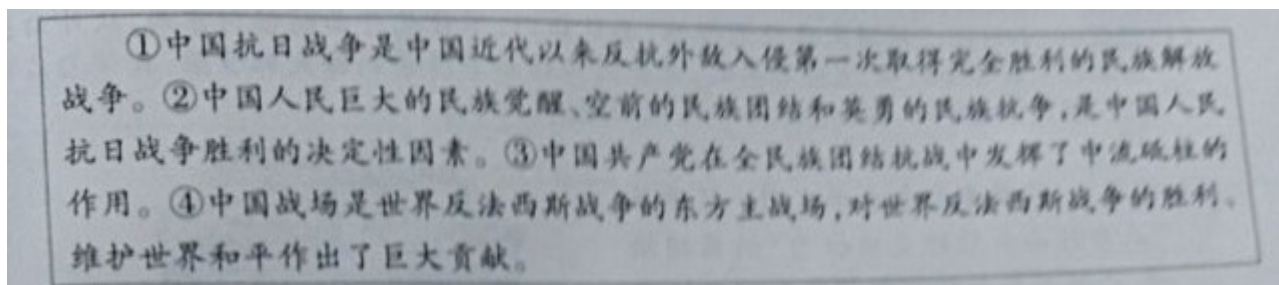 ①中国抗日战争是中国近代以来反抗外敌入侵第一次取得完全胜利的民族解放
战争。②中国人民巨大的民族觉醒、空前的民族团结和英勇的民族抗争,是中国人民
抗日战争胜利的决定性因素。③中国共产党在全民族团结抗战中发挥了中流砥柱的
作用。④中国战场是世界反法西斯战争的东方主战场,对世界反法西斯战争的胜利、
维护世界和平作出了巨大贡献。